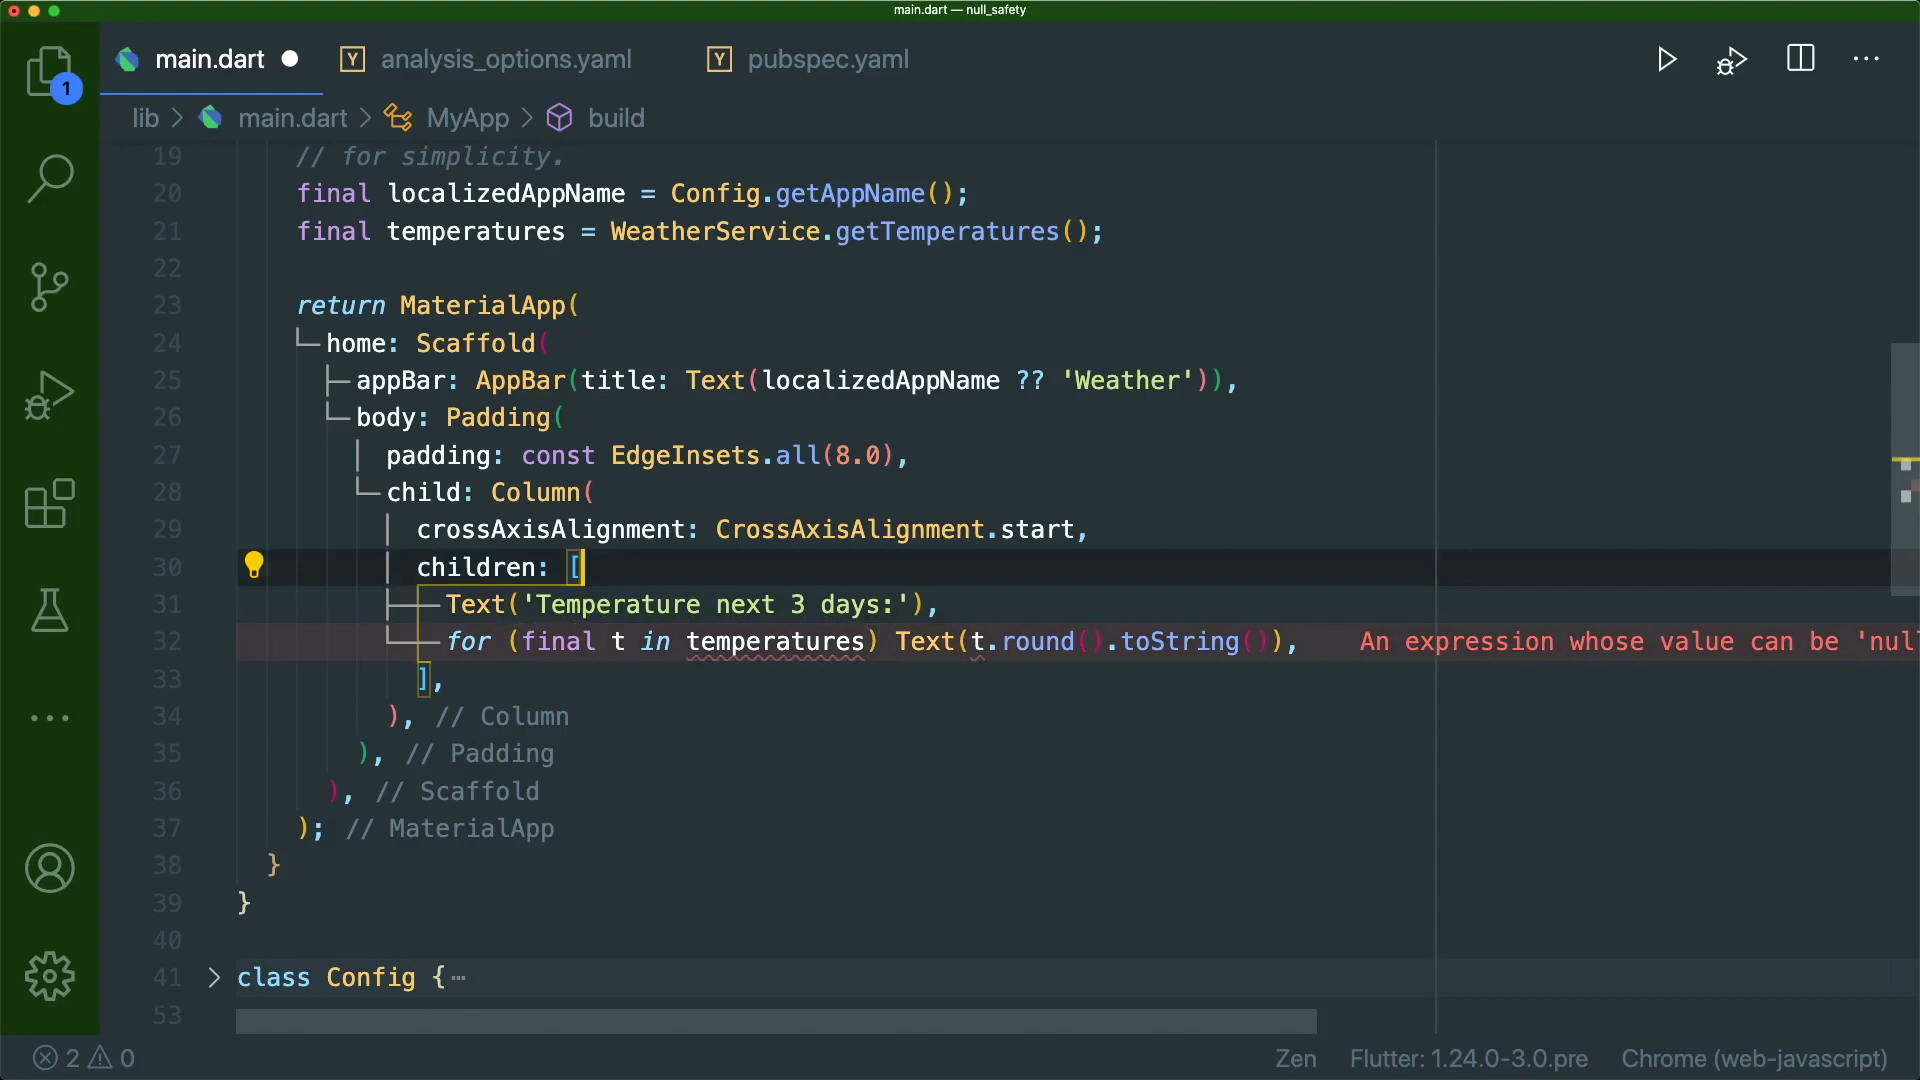 main.dart — null_safety
main.dart
Y analysis_options.yaml
Y pubspec.yaml
1
lib > main.dart > MyApp > build
19 // for simplicity.
20 final localizedAppName = Config.getAppName();
21 final temperatures = WeatherService.getTemperatures();
22
23 return MaterialApp(
24 home: Scaffold(
25 appBar: AppBar(title: Text(localizedAppName ?? 'Weather')),
26 body: Padding(
27 padding: const EdgeInsets.all(8.0),
28 child: Column(
29 crossAxisAlignment: CrossAxisAlignment.start,
30 children: [
31 Text('Temperature next 3 days:'),
32 for (final t in temperatures) Text(t.round().toString()), An expression whose value can be 'null
33 ],
34 ), // Column
35 ), // Padding
36 ), // Scaffold
37 ); // MaterialApp
38 }
39 }
40
41 > class Config {⋯
53
2 0
Zen
Flutter: 1.24.0-3.0.pre
Chrome (web-javascript)